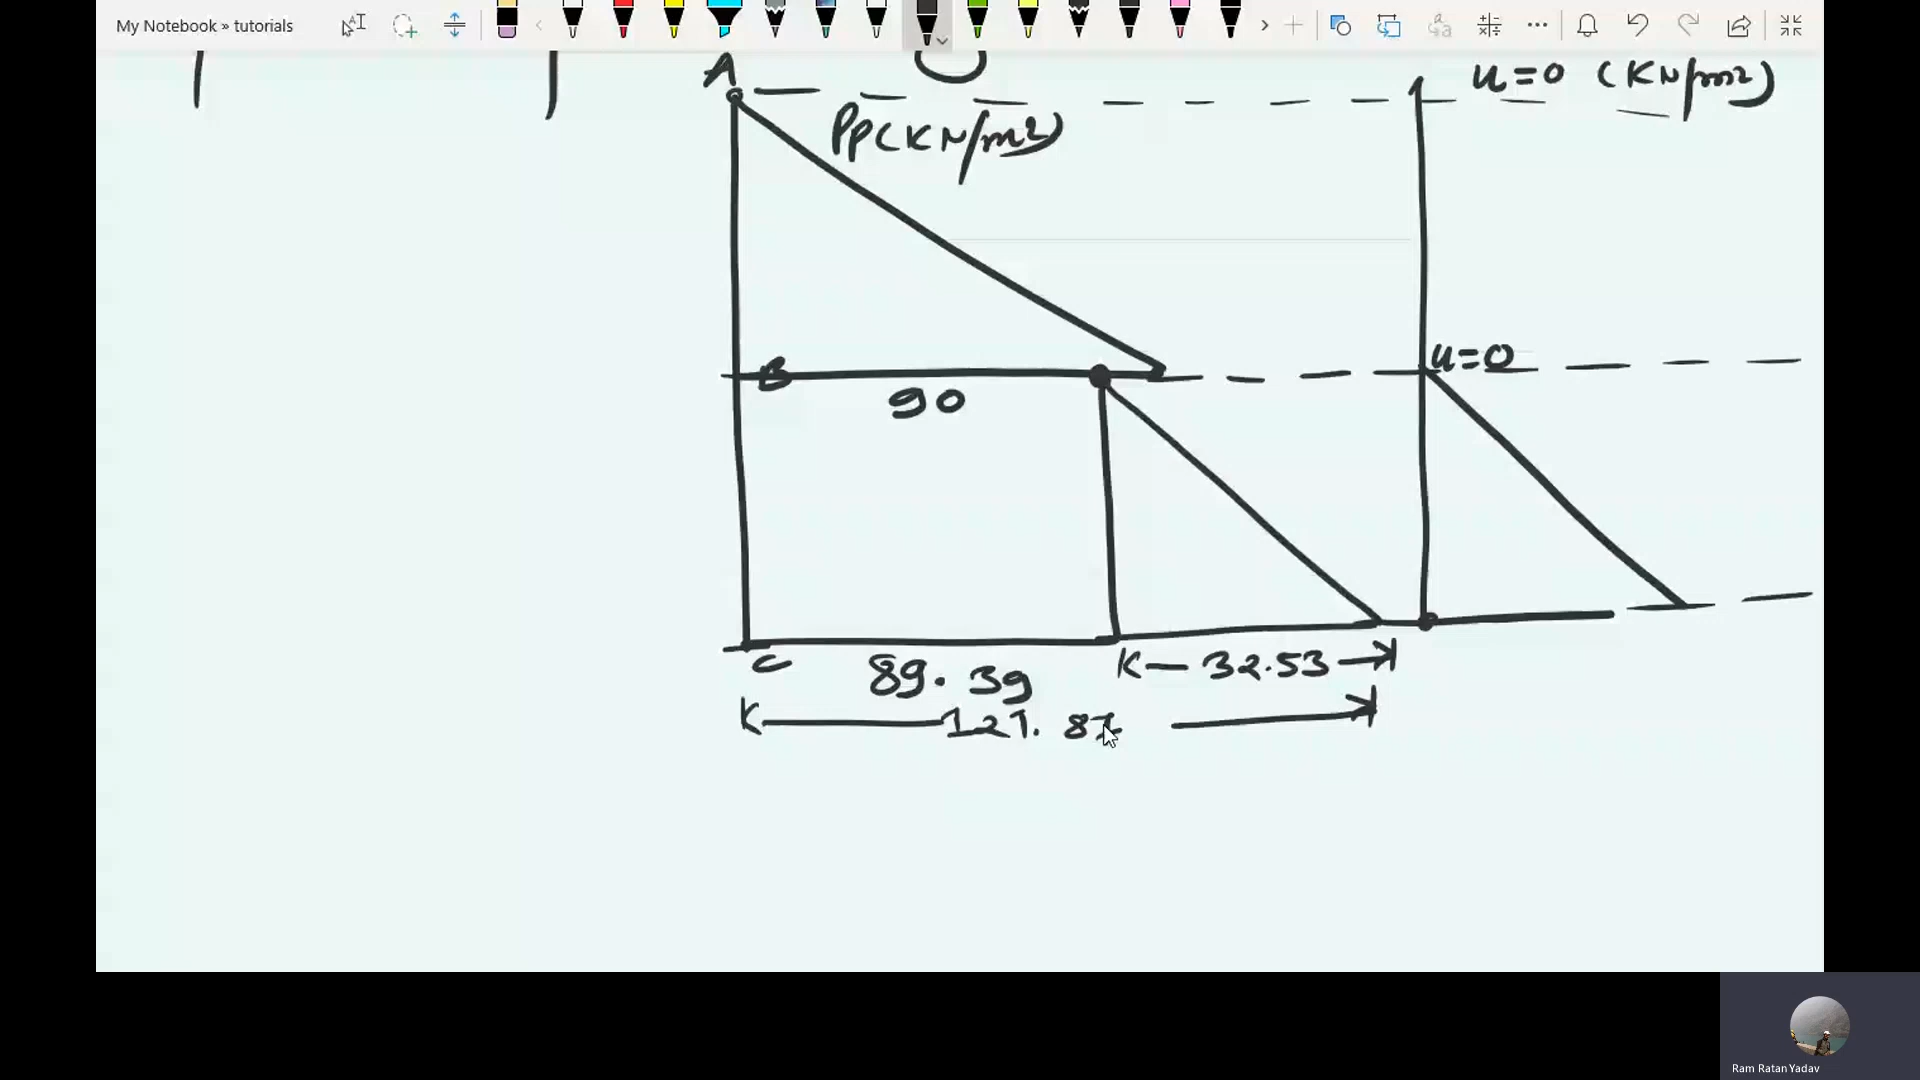 My Notebook » tutorials
A
u=0 (KN/m2)
Pp(KN/m2)
u=0
B
90
C
89.39
32.53
121.87
Ram Ratan Yadav